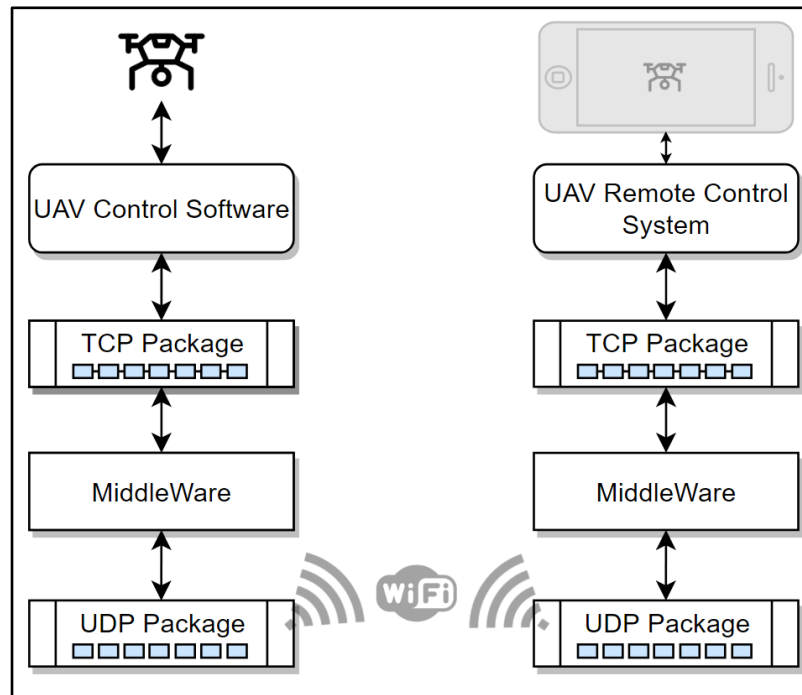 UAV Control Software
UAV Remote Control
System
TCP Package
TCP Package
MiddleWare
MiddleWare
WiFi
UDP Package
UDP Package